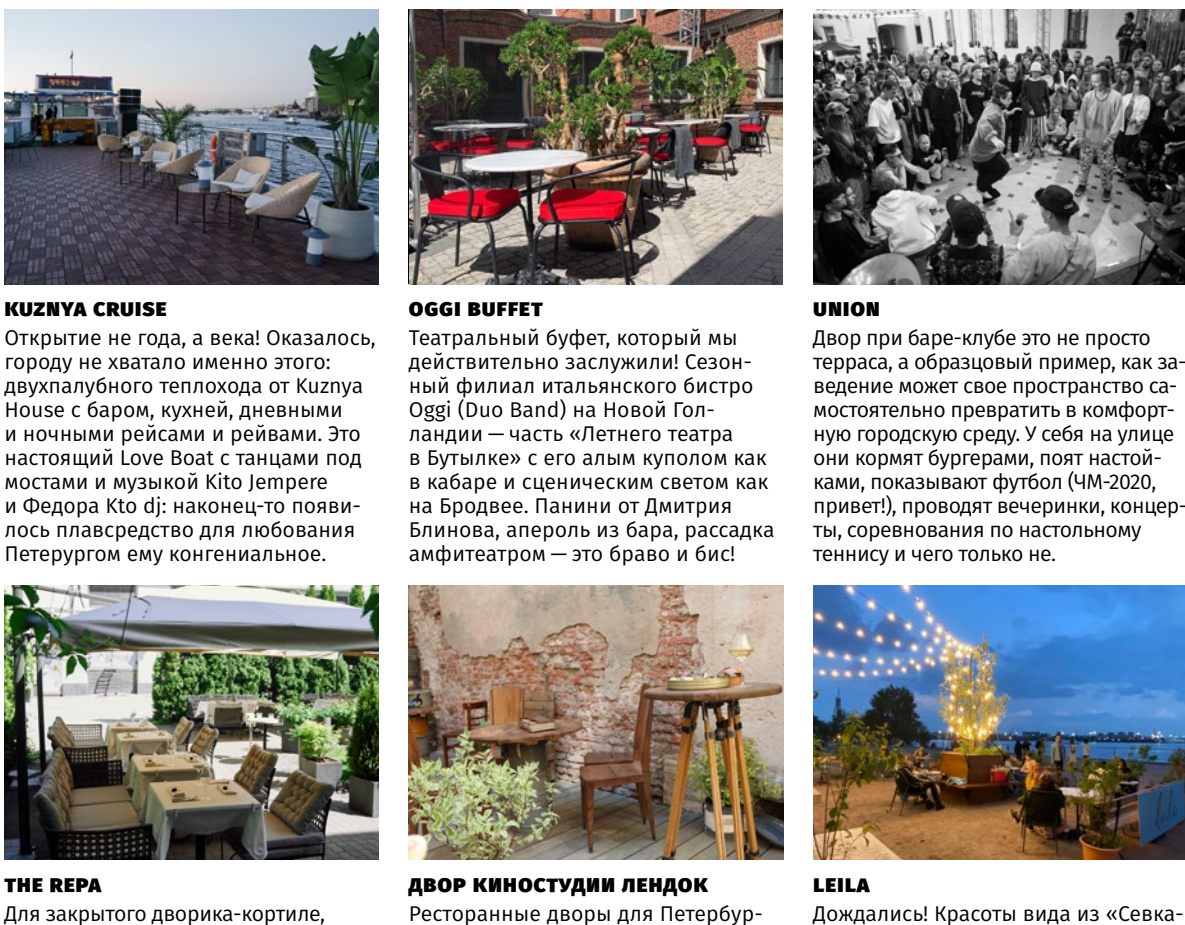 KUZNYA CRUISE
Открытие не года, а века! Оказалось,
городу не хватало именно этого:
двухпалубного теплохода от Kuznya
House с баром, кухней, дневными
и ночными рейсами и рейвами. Это
настоящий Love Boat с танцами под
мостами и музыкой Kito Jempere
и Федора Kto dj: наконец-то появи-
лось плавсредство для любования
Петерургом ему конгениальное.
OGGI BUFFET
Театральный буфет, который мы
действительно заслужили! Сезон-
ный филиал итальянского бистро
Oggi (Duo Band) на Новой Гол-
ландии — часть «Летнего театра
в Бутылке» с его алым куполом как
в кабаре и сценическим светом как
на Бродвее. Панини от Дмитрия
Блинова, апероль из бара, рассадка
амфитеатром — это браво и бис!
UNION
Двор при баре-клубе это не просто
терраса, а образцовый пример, как за-
ведение может свое пространство са-
мостоятельно превратить в комфорт-
ную городскую среду. У себя на улице
они кормят бургерами, поят настой-
ками, показывают футбол (ЧМ-2020,
привет!), проводят вечеринки, концер-
ты, соревнования по настольному
теннису и чего только не.
THE REPA
Для закрытого дворика-кортиле,
ДВОР КИНОСТУДИИ ЛЕНДОК
Ресторанные дворы для Петербур-
LEILA
Дождались! Красоты вида из «Севка-